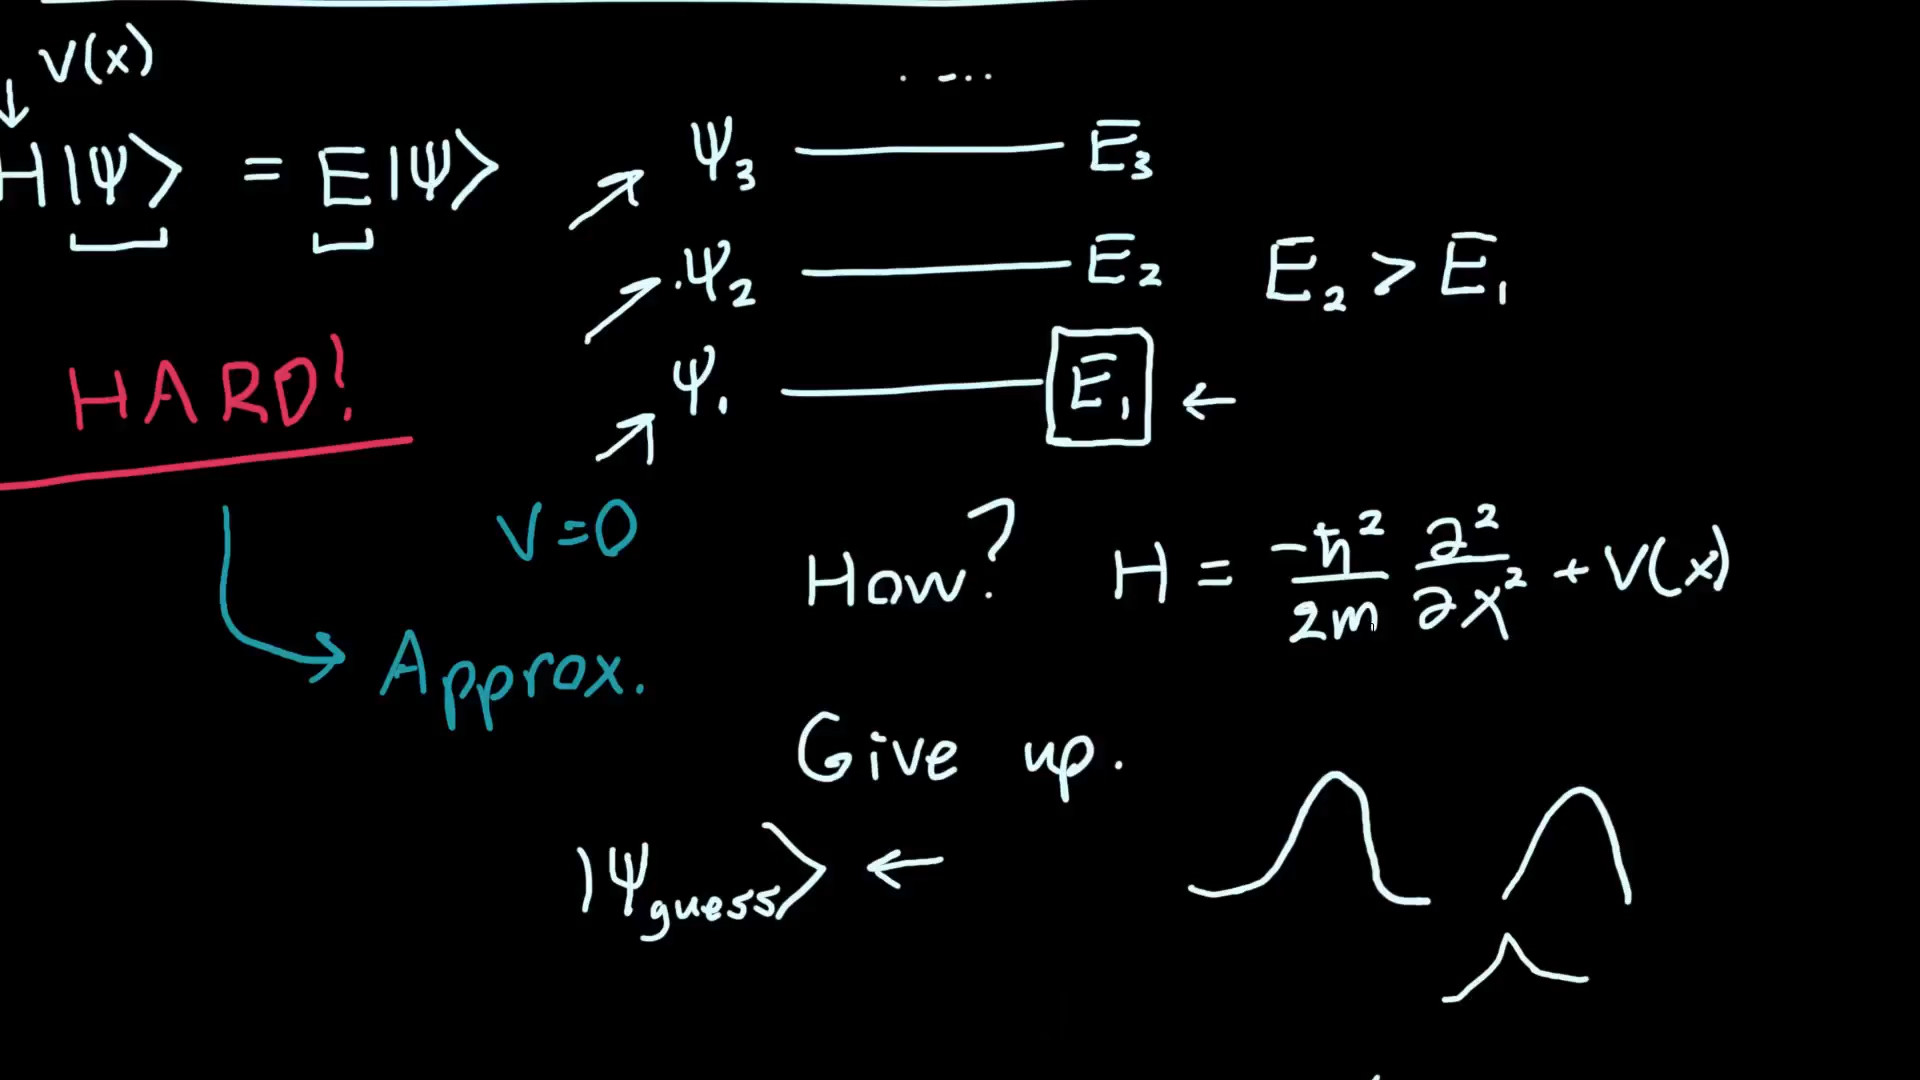 V(x)
. -...
↓
H|Ψ⟩ = E|Ψ⟩
Ψ₃ E₃
Ψ₂ E₂
E₂ > E₁
Ψ₁ E₁ ←
HARD!
V=0
How? H = -ħ²/2m ∂²/∂x² + V(x)
Approx.
Give up.
|Ψguess⟩ ←